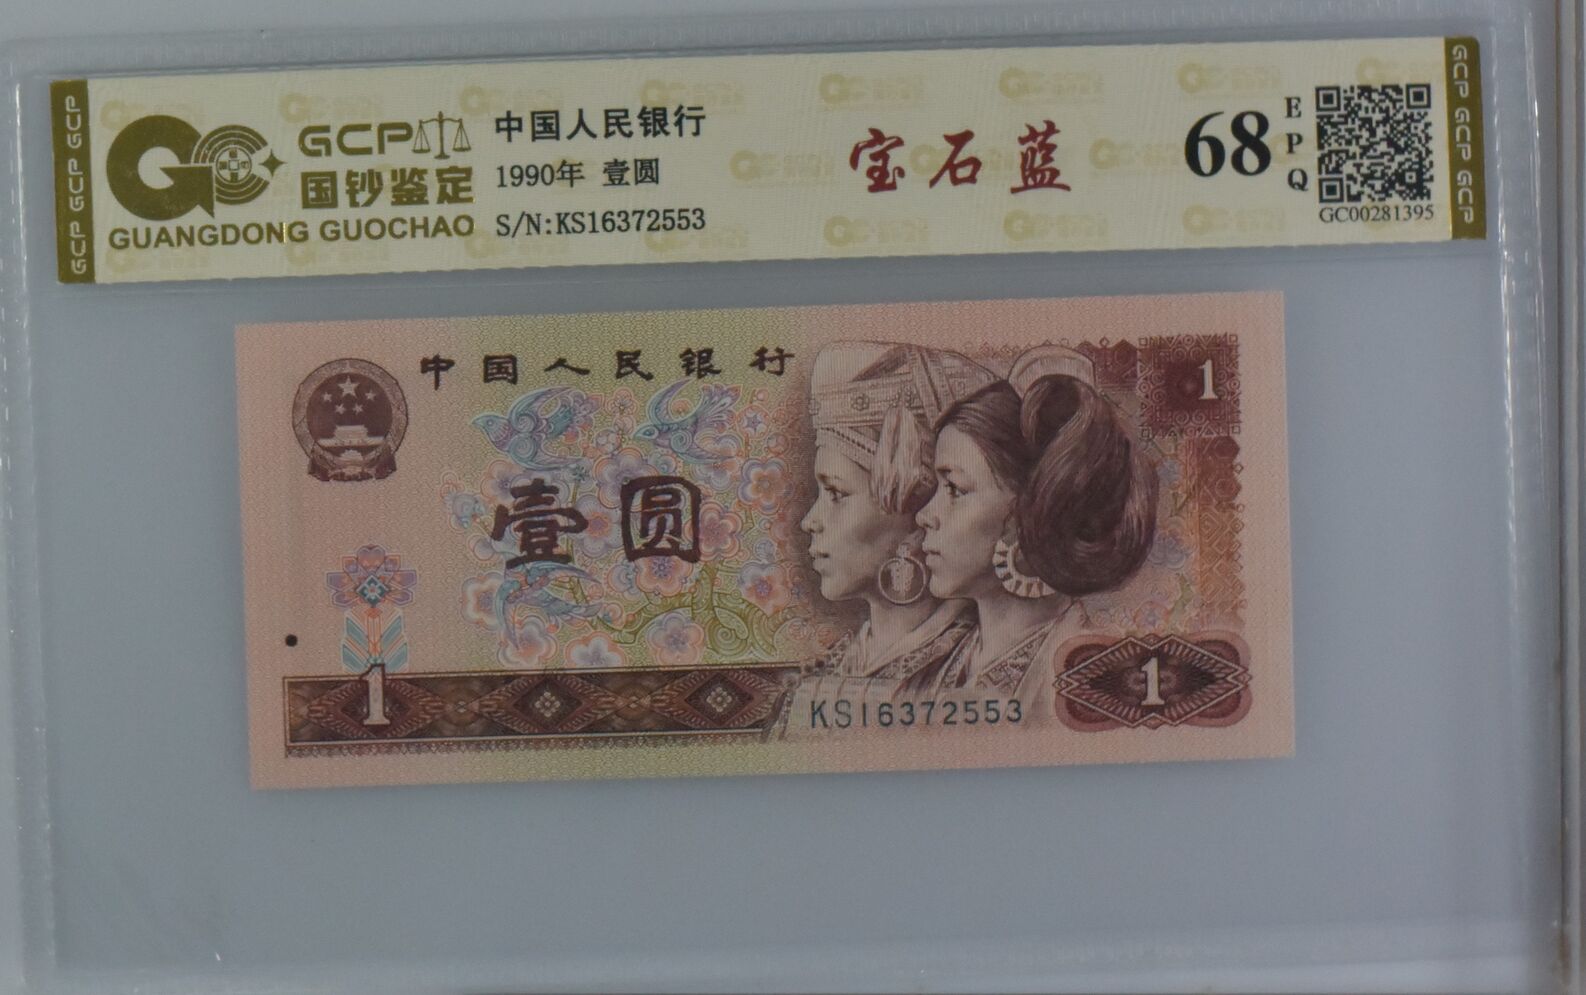 GCP GCP GCP
GCP
国钞鉴定
GUANGDONG GUOCHAO
中国人民银行
1990年 壹圆
S/N:KS16372553
宝石蓝
68
EPQ
GC00281395
GCP GCP GCP
中国人民银行
1
壹圆
1
KS16372553
1